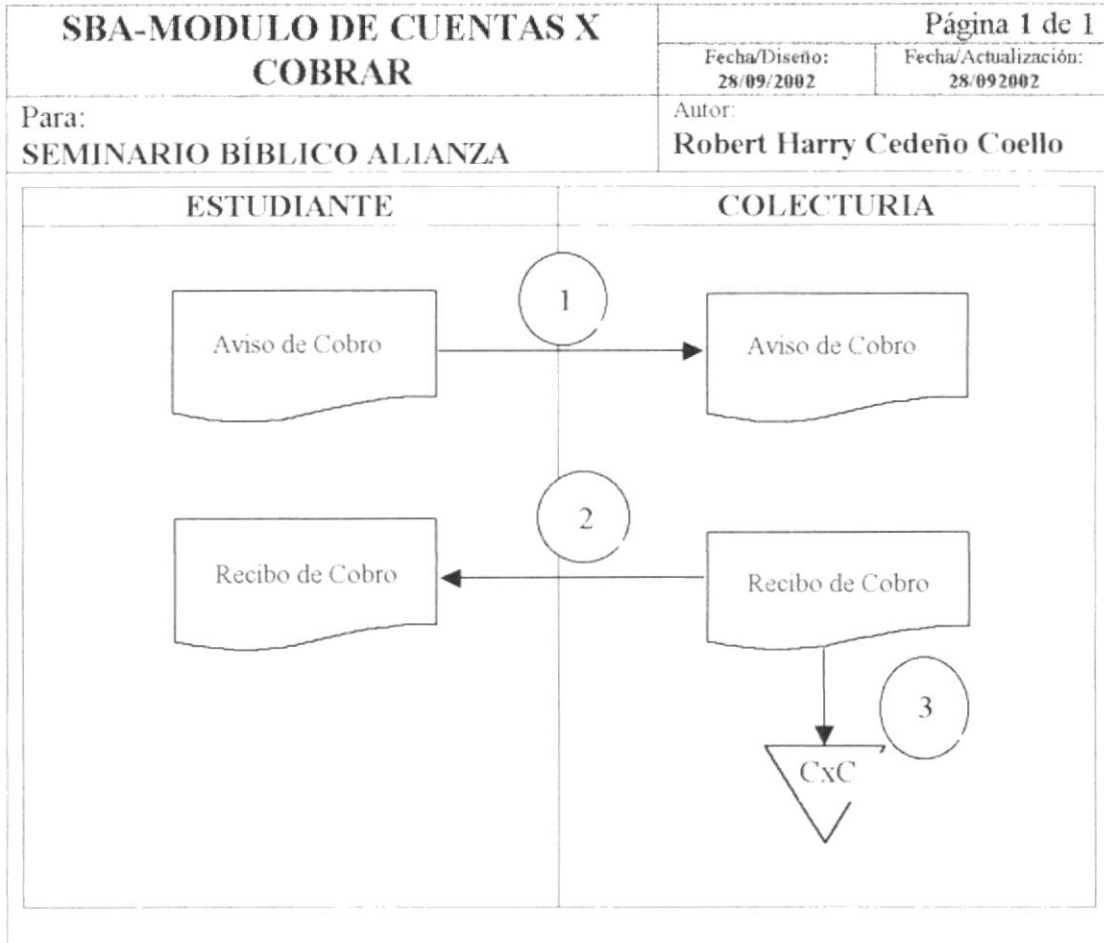 SBA-MODULO DE CUENTAS X
COBRAR
Página 1 de 1
Fecha/Diseño:
28/09/2002
Fecha/Actualización:
28/092002
Para:
SEMINARIO BÍBLICO ALIANZA
Autor:
Robert Harry Cedeño Coello
ESTUDIANTE
COLECTURIA
1
Aviso de Cobro
Aviso de Cobro
2
Recibo de Cobro
Recibo de Cobro
3
CxC